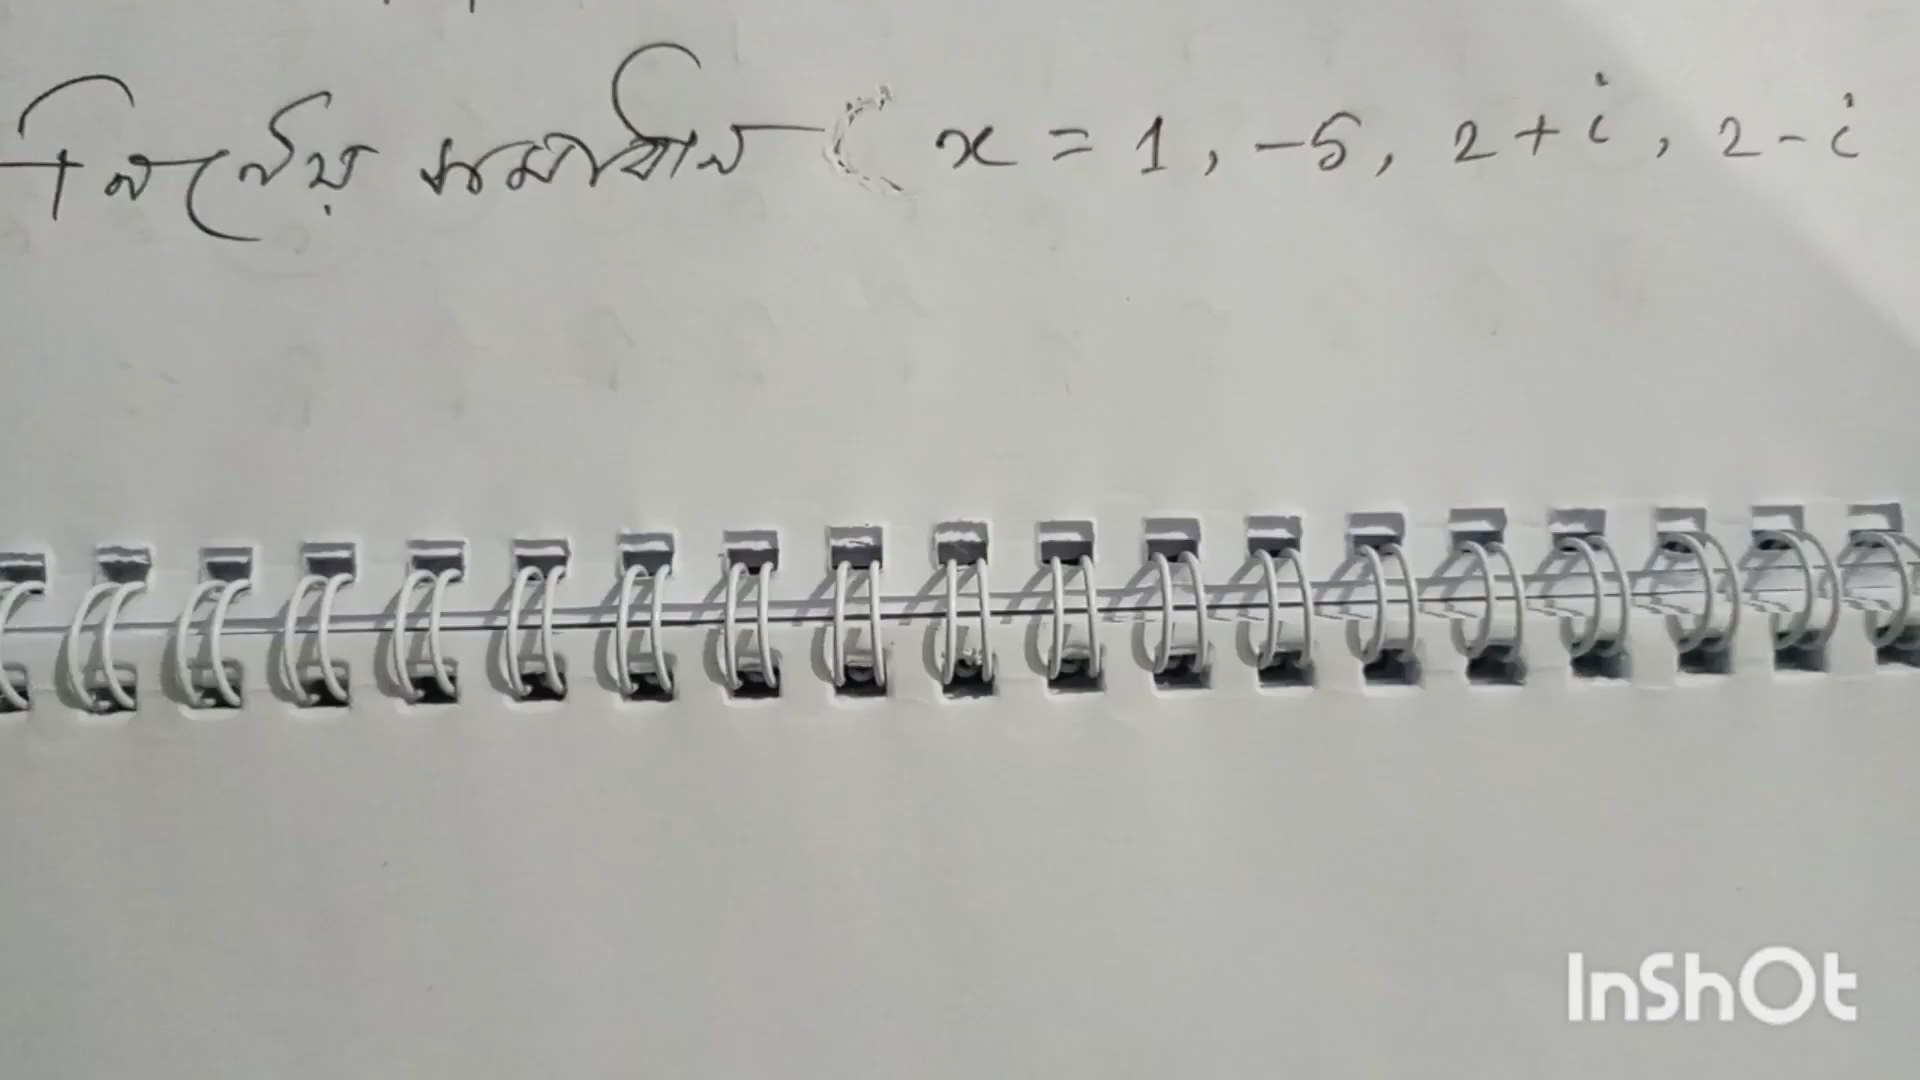 নির্ণেয় সমাধান x = 1, -5, 2+i, 2-i
InShOt